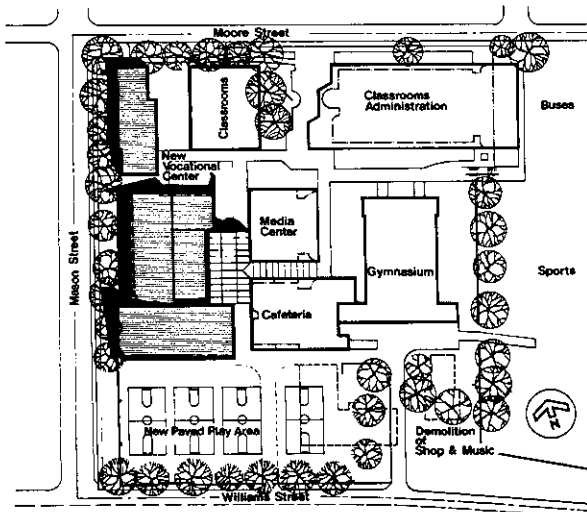 Moore Street
Classrooms
Classrooms
Administration
Buses
New
Vocational
Center
Media
Center
Mason Street
Gymnasium
Sports
Cafeteria
New Paved Play Area
Demolition
of
Shop & Music
N
Williams Street